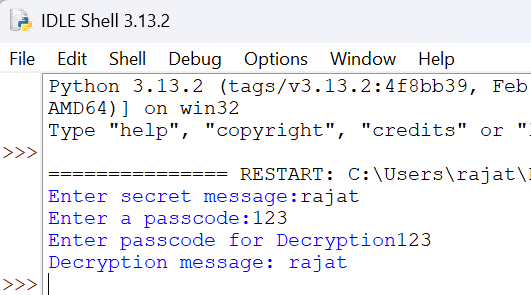 IDLE Shell 3.13.2
File Edit Shell Debug Options Window Help
Python 3.13.2 (tags/v3.13.2:4f8bb39, Feb
AMD64)] on win32
Type "help", "copyright", "credits" or "
>>>
=============== RESTART: C:\Users\rajat\
Enter secret message:rajat
Enter a passcode:123
Enter passcode for Decryption123
Decryption message: rajat
>>>